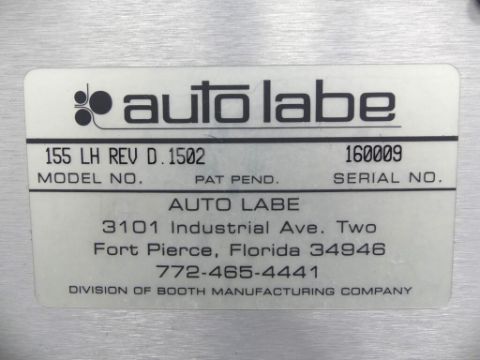 auto labe
155 LH REV D.1502 160009
MODEL NO. PAT PEND. SERIAL NO.
AUTO LABE
3101 Industrial Ave. Two
Fort Pierce, Florida 34946
772-465-4441
DIVISION OF BOOTH MANUFACTURING COMPANY